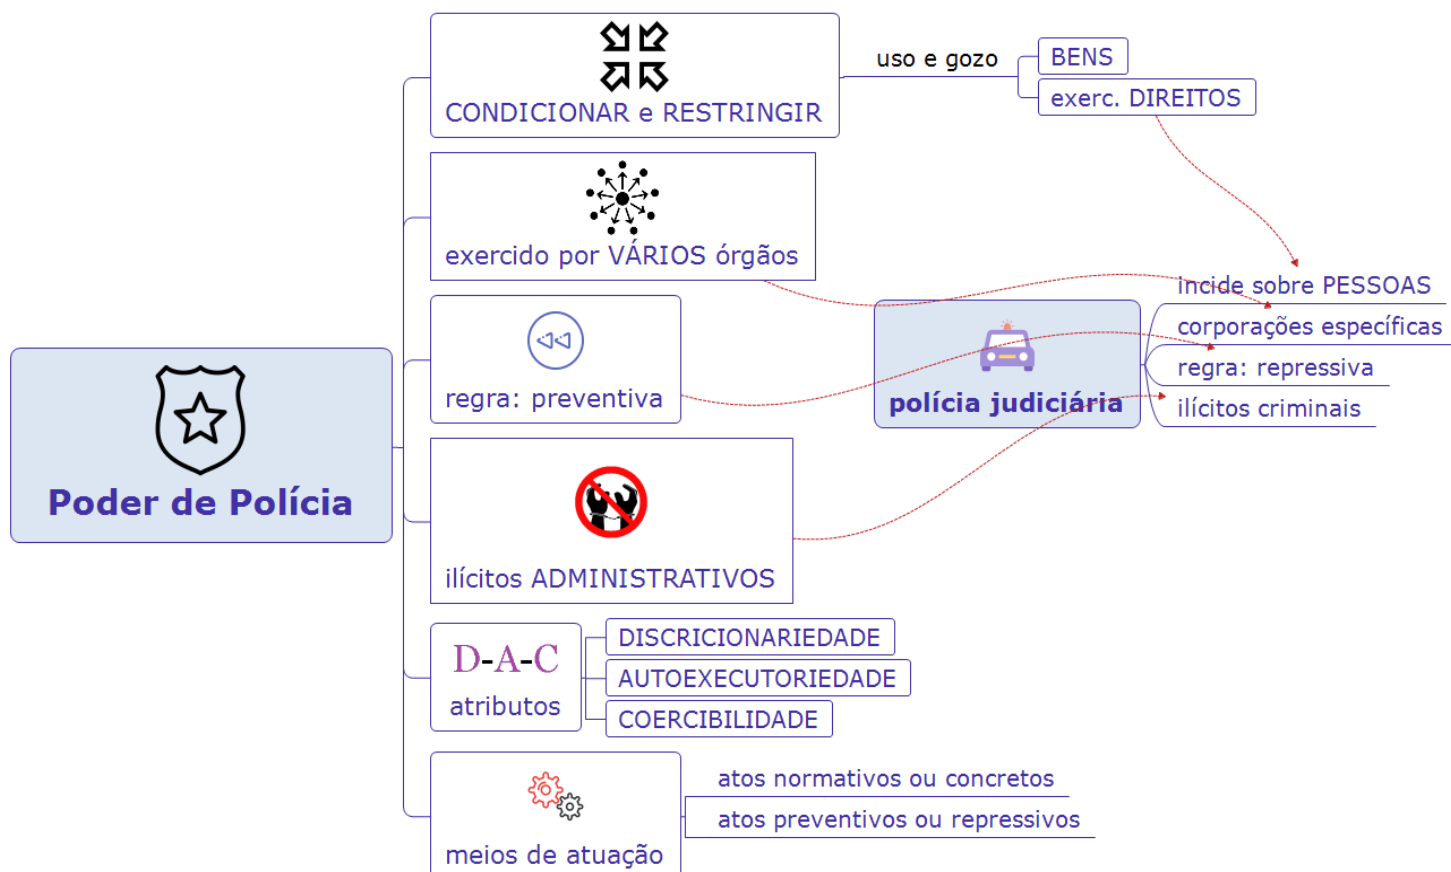 Poder de Polícia
CONDICIONAR e RESTRINGIR
uso e gozo
BENS
exerc. DIREITOS
exercido por VÁRIOS órgãos
regra: preventiva
ilícitos ADMINISTRATIVOS
polícia judiciária
incide sobre PESSOAS
corporações específicas
regra: repressiva
ilícitos criminais
D-A-C
atributos
DISCRICIONARIEDADE
AUTOEXECUTORIEDADE
COERCIBILIDADE
meios de atuação
atos normativos ou concretos
atos preventivos ou repressivos